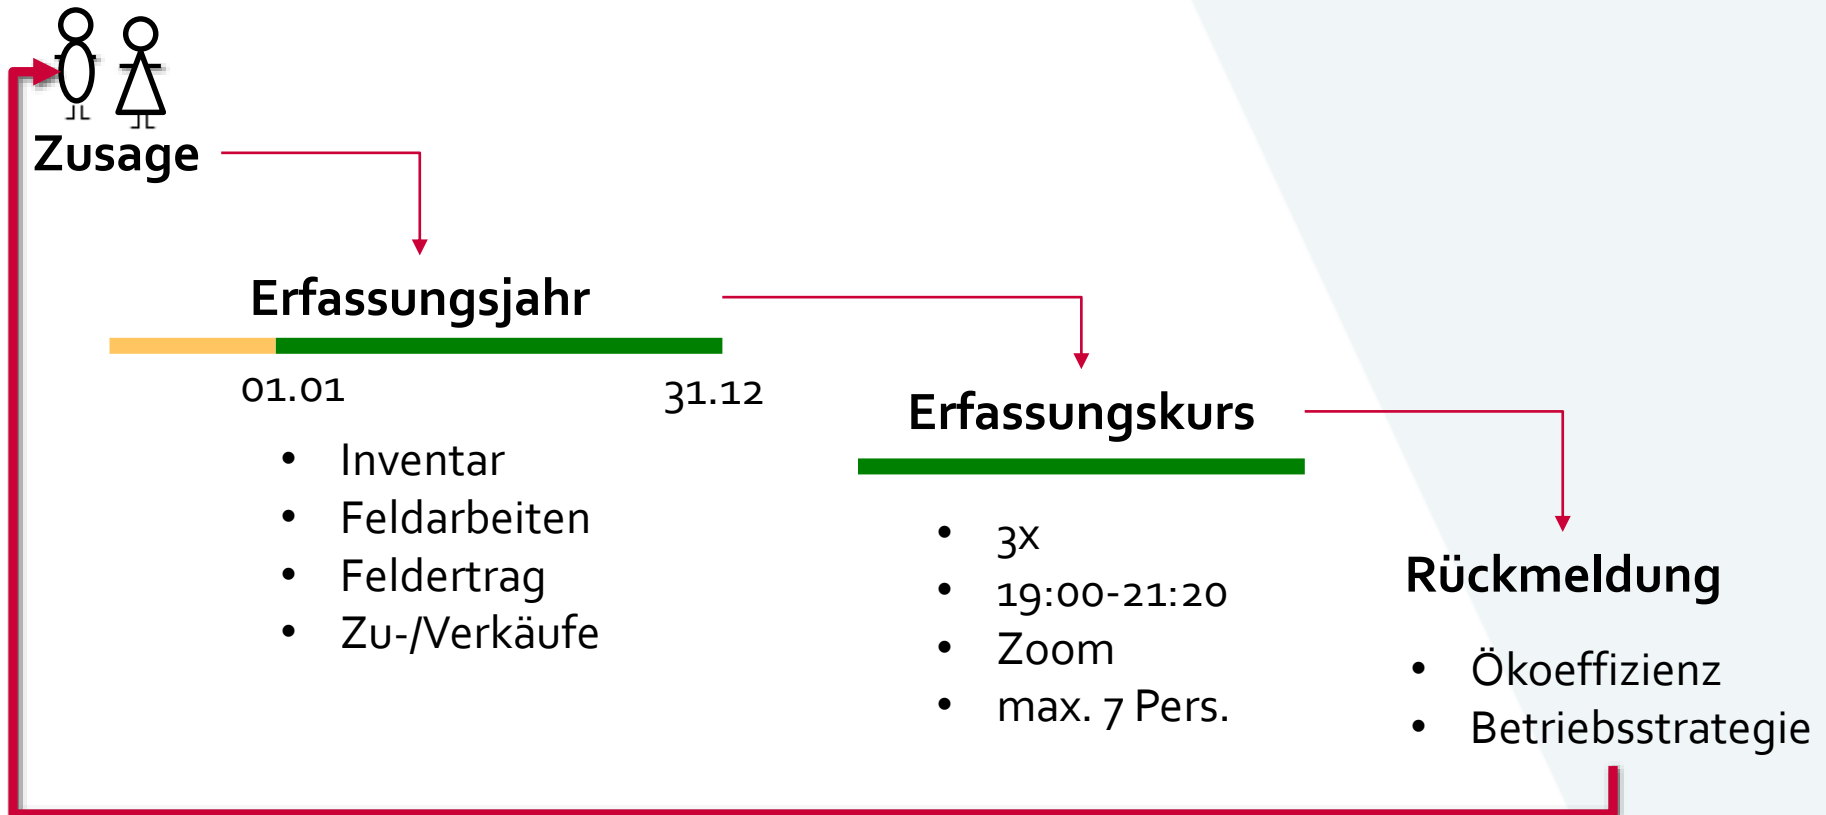 Zusage
Erfassungsjahr
01.01
31.12
• Inventar
• Feldarbeiten
• Feldertrag
• Zu-/Verkäufe
Erfassungskurs
• 3x
• 19:00-21:20
• Zoom
• max. 7 Pers.
Rückmeldung
• Ökoeffizienz
• Betriebsstrategie